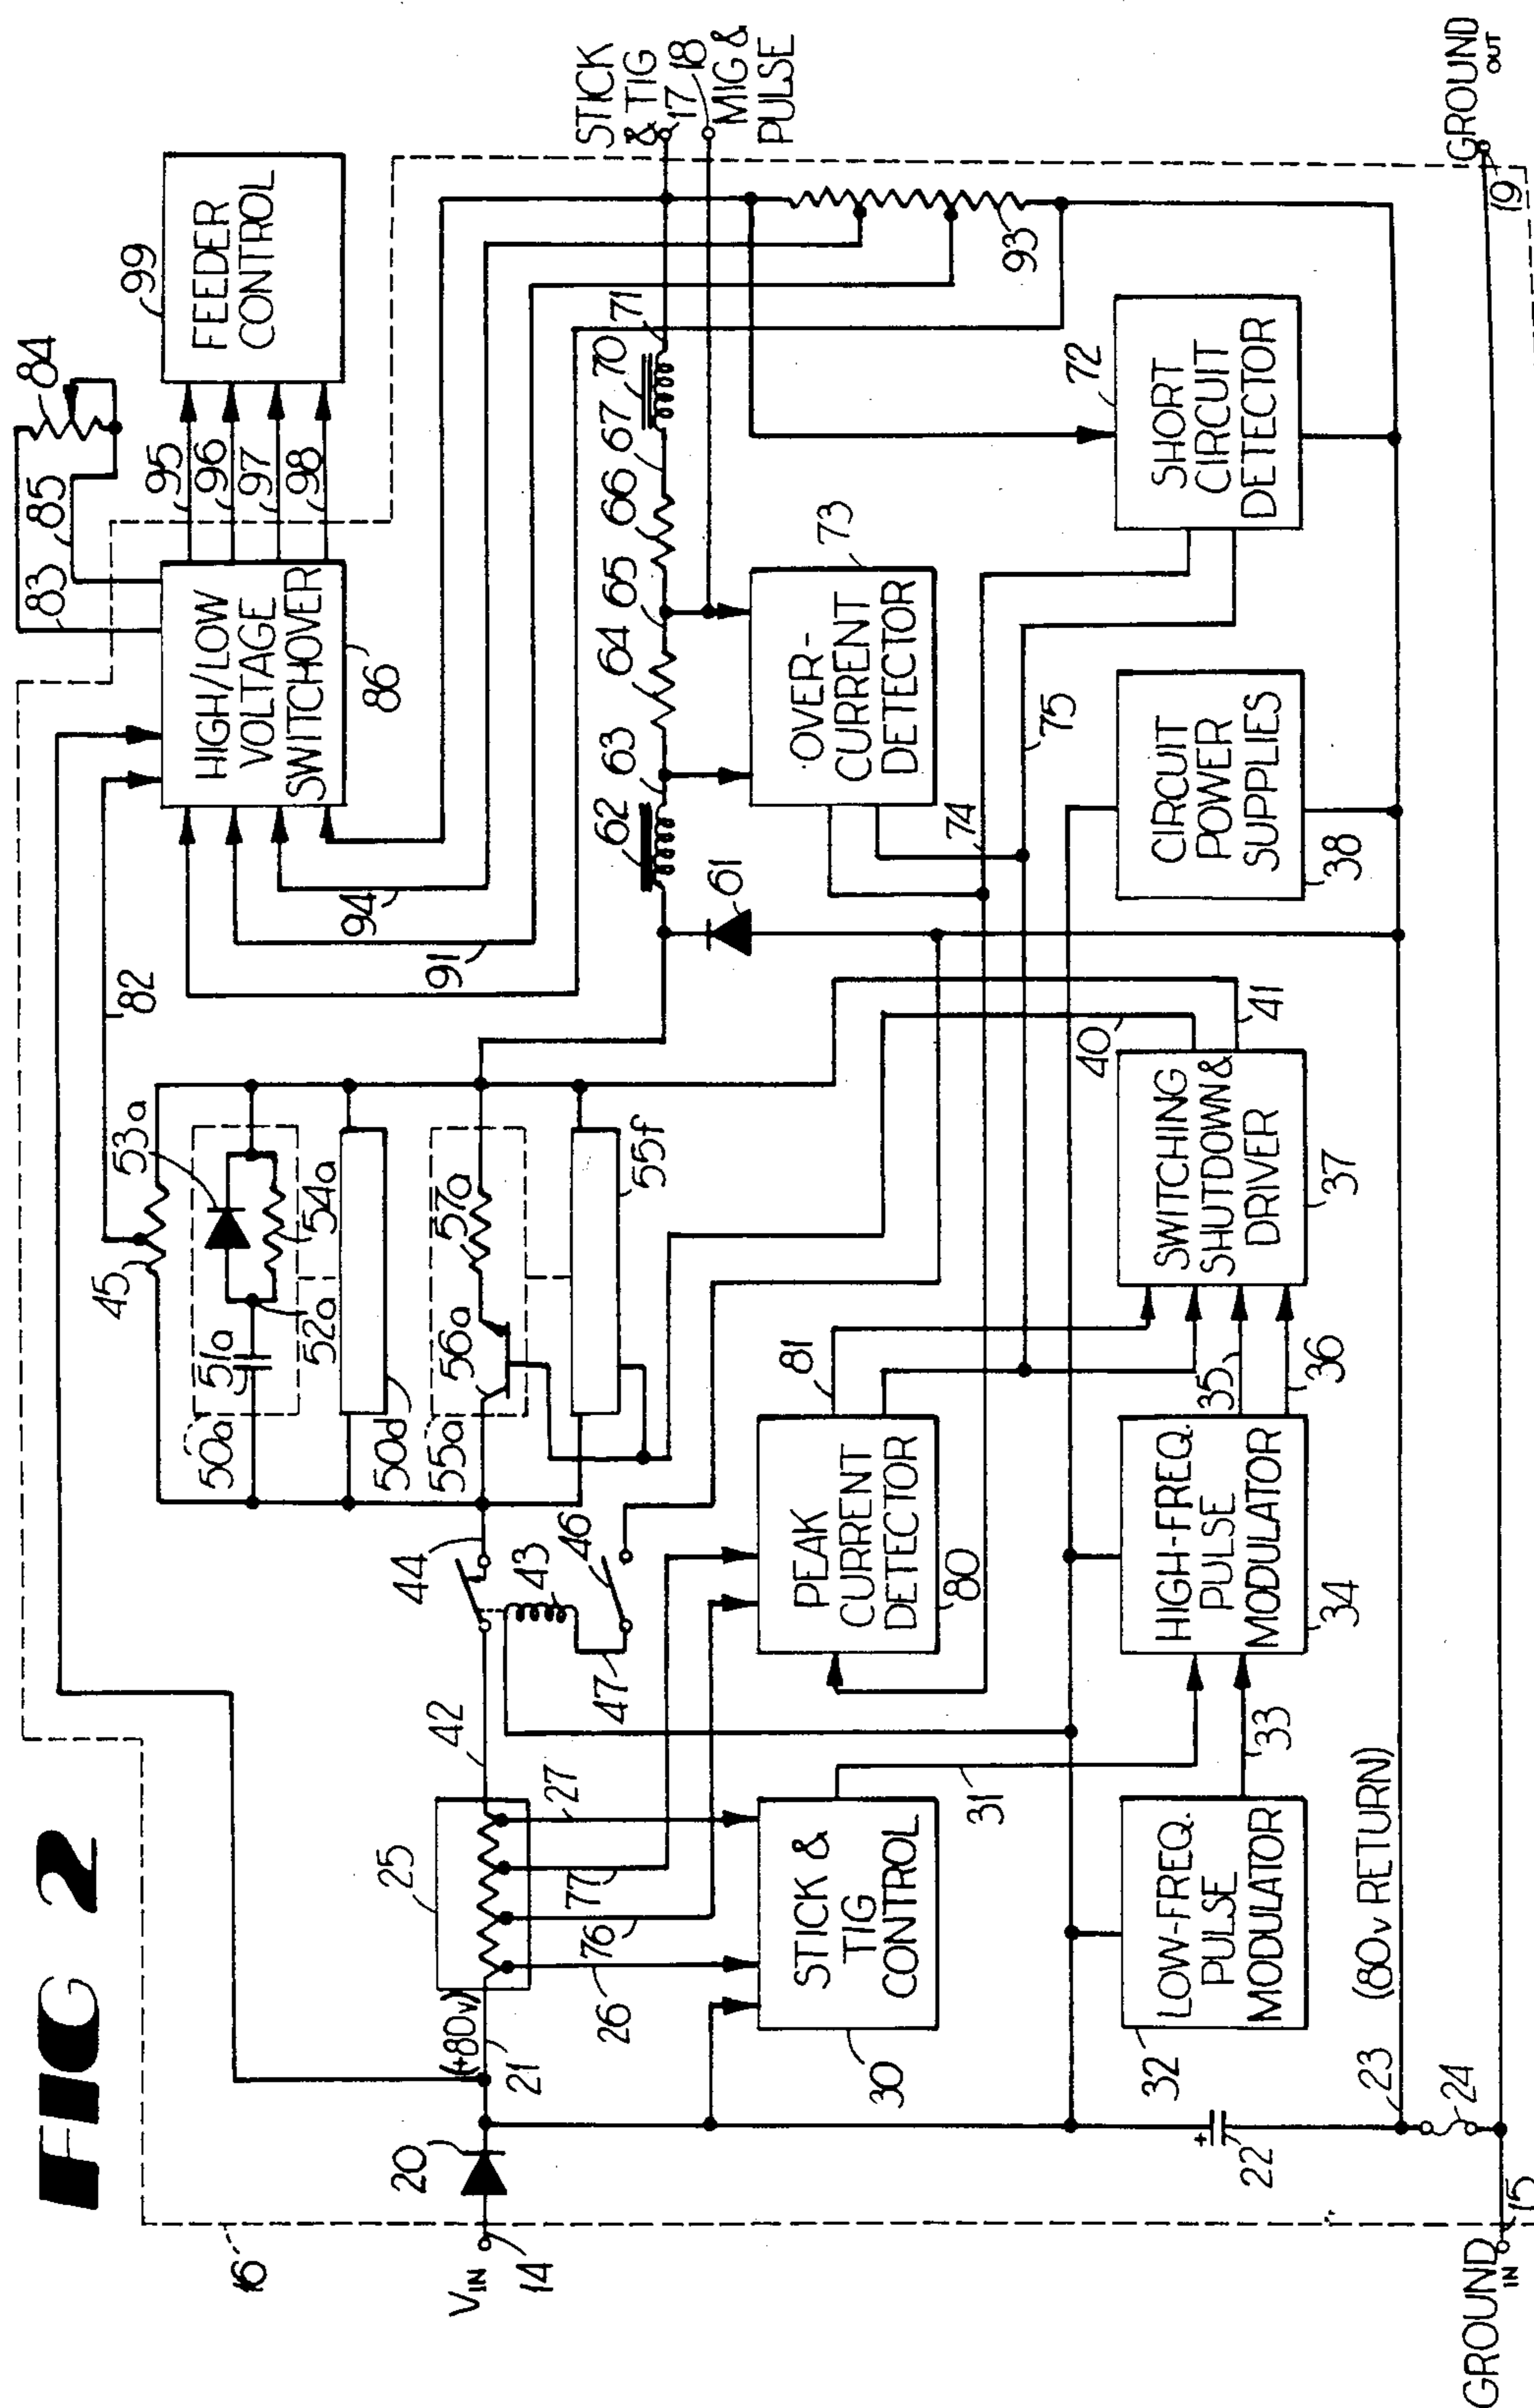 FIG 2
16
VIN
14
20
(+80v)
21
25
42
26
76
77
27
44
43
46
47
45
82
50a
51a
52a
53a
54a
50d
55a
56a
57a
55f
83
85
84
HIGH/LOW
VOLTAGE
SWITCHOVER
86
95
96
97
98
FEEDER
CONTROL
99
94
91
61
62
63
64
65
66
67
70
71
STICK
& TIG
17
18
MIG &
PULSE
93
STICK &
TIG
CONTROL
30
31
PEAK
CURRENT
DETECTOR
80
81
OVER-
CURRENT
DETECTOR
73
74
75
SHORT
CIRCUIT
DETECTOR
72
LOW-FREQ.
PULSE
MODULATOR
32
33
HIGH-FREQ.
PULSE
MODULATOR
34
35
36
SWITCHING
SHUTDOWN &
DRIVER
37
40
41
CIRCUIT
POWER
SUPPLIES
38
22
23
(80v RETURN)
24
GROUND
IN
15
GROUND
OUT
19